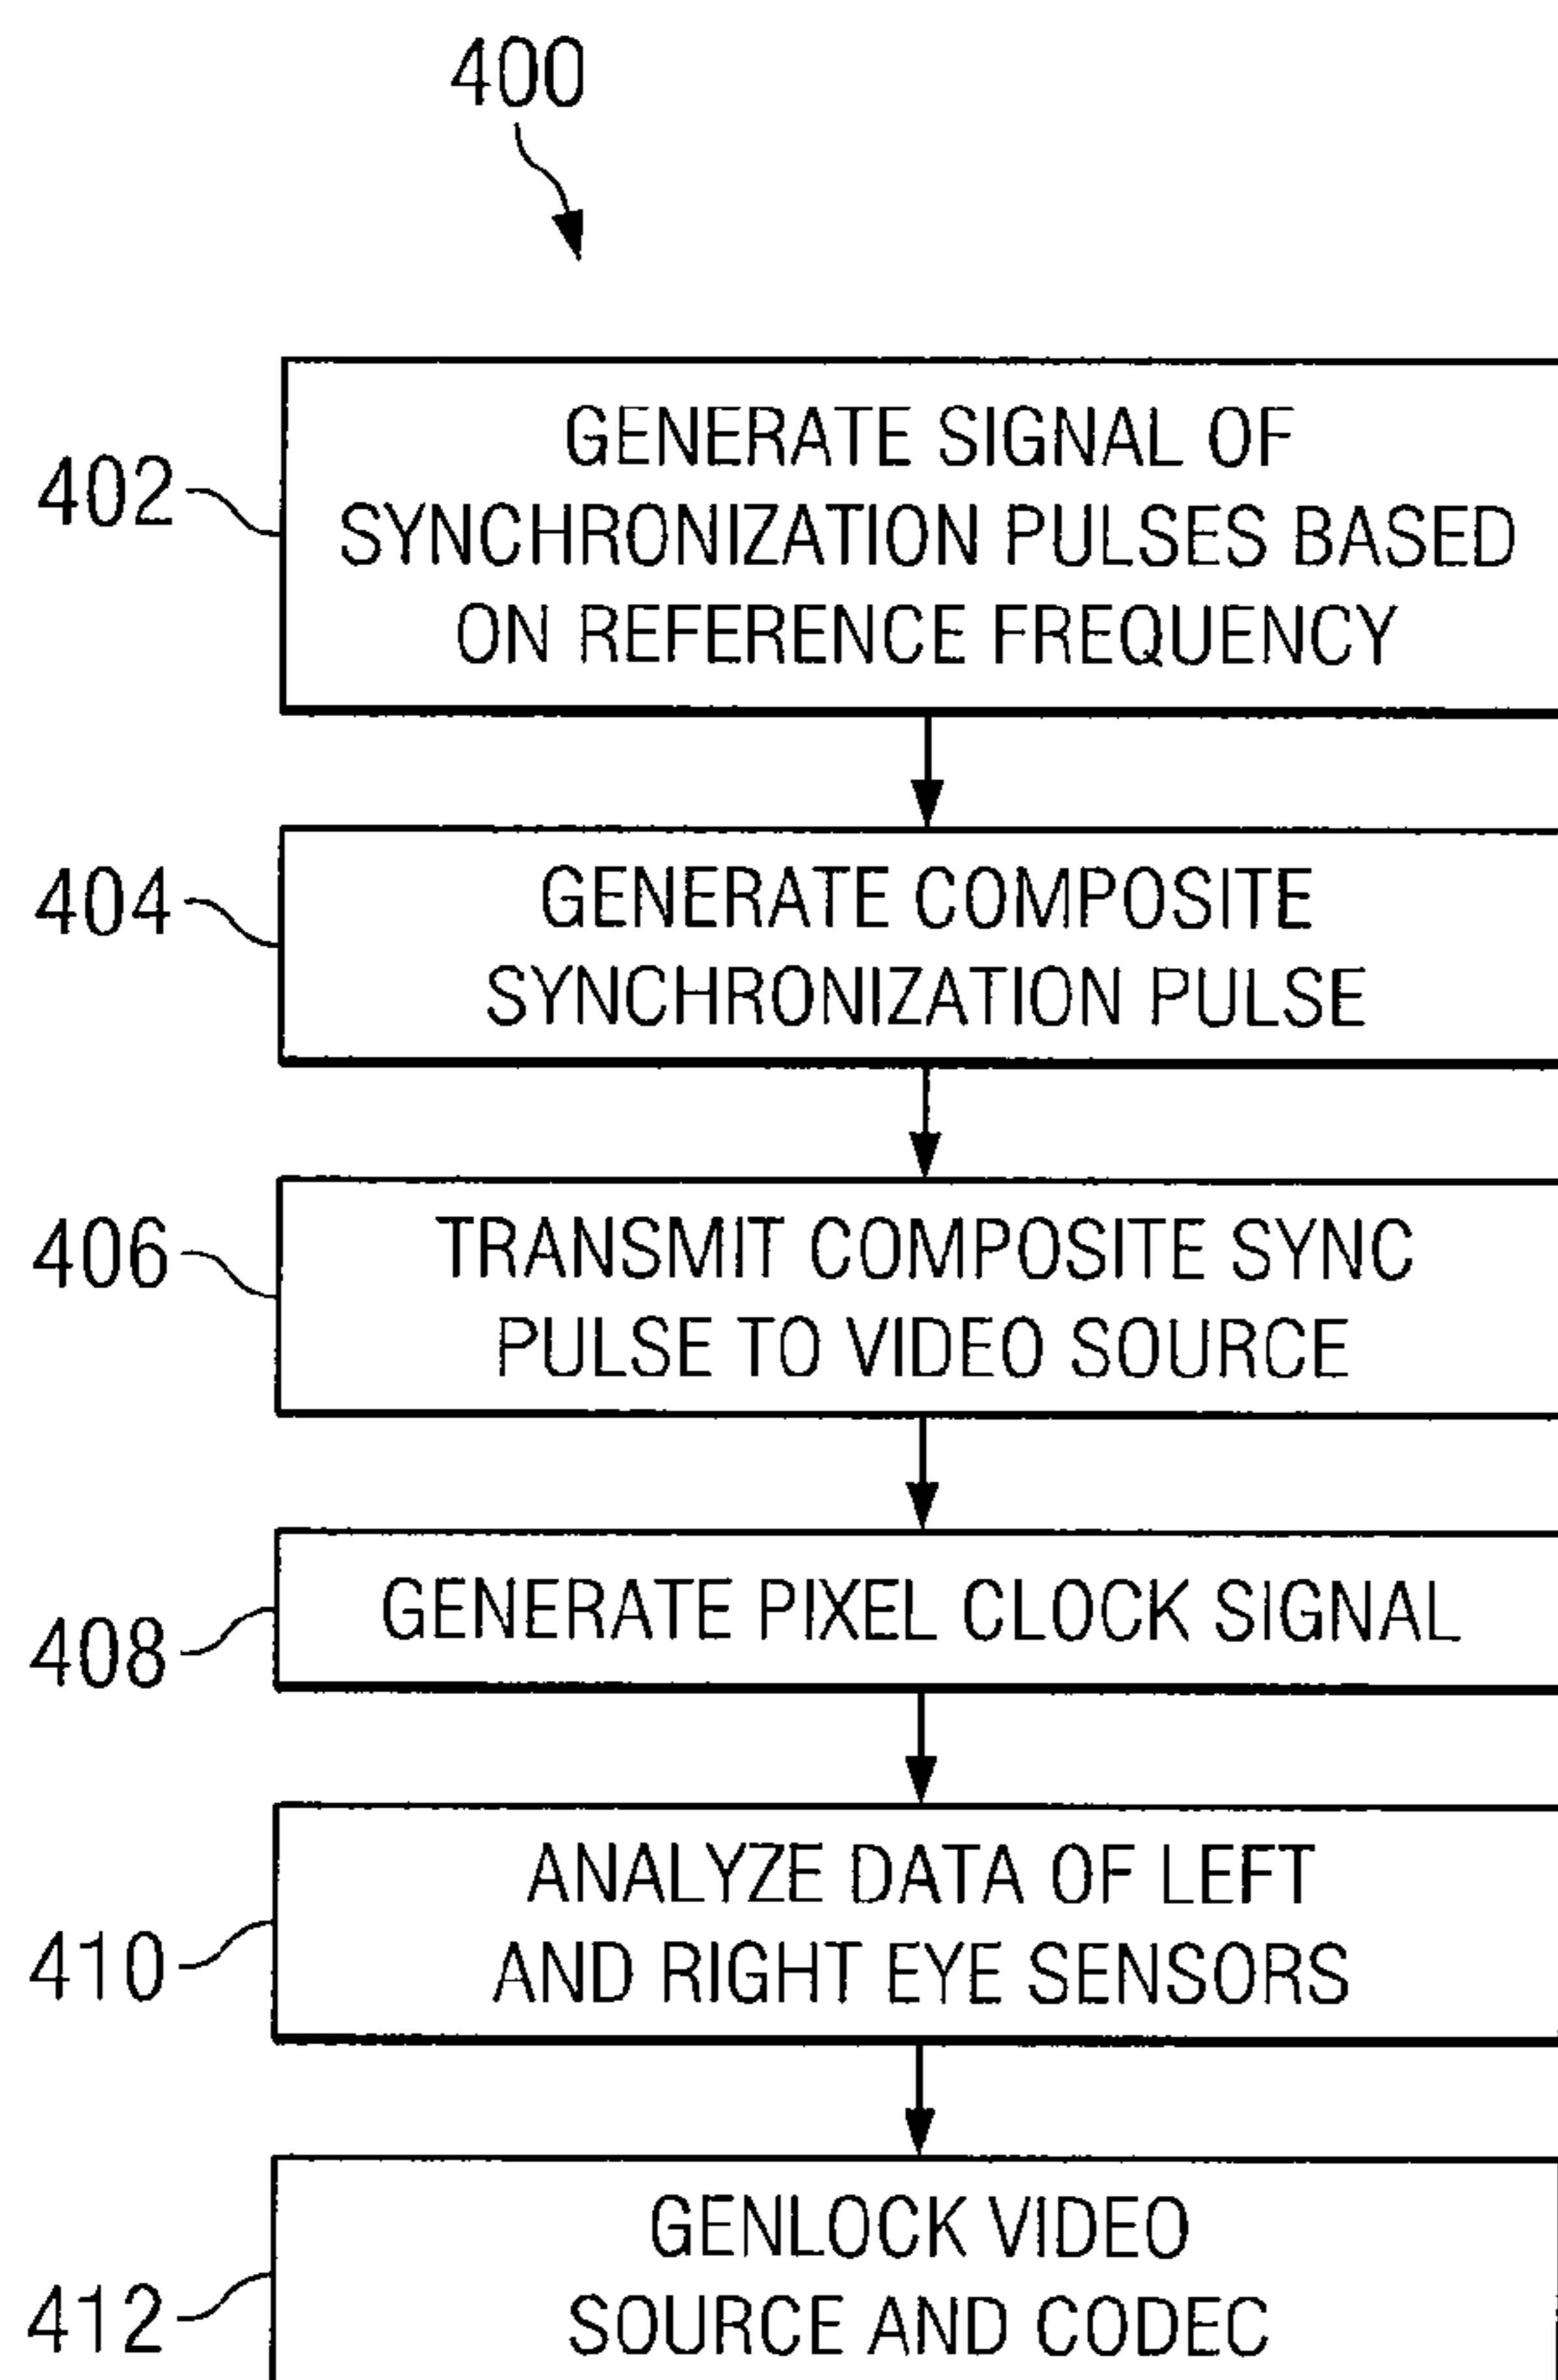 400
402
GENERATE SIGNAL OF
SYNCHRONIZATION PULSES BASED
ON REFERENCE FREQUENCY
404
GENERATE COMPOSITE
SYNCHRONIZATION PULSE
406
TRANSMIT COMPOSITE SYNC
PULSE TO VIDEO SOURCE
408
GENERATE PIXEL CLOCK SIGNAL
410
ANALYZE DATA OF LEFT
AND RIGHT EYE SENSORS
412
GENLOCK VIDEO
SOURCE AND CODEC